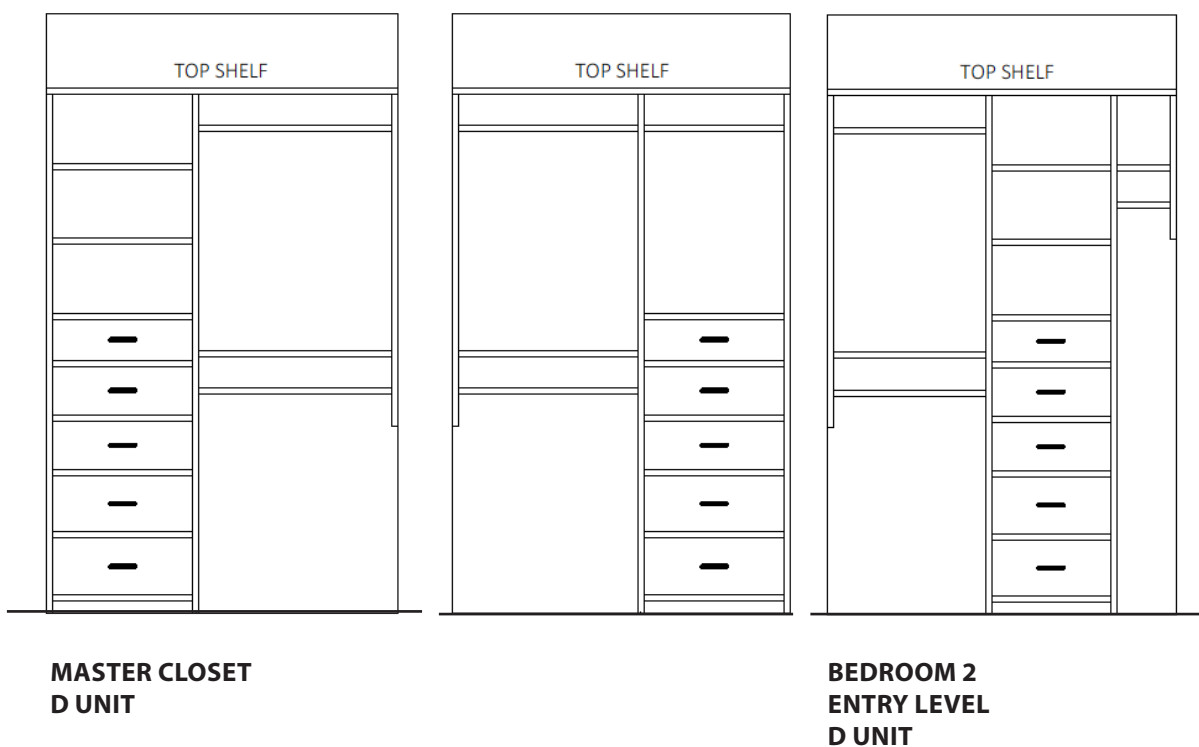 TOP SHELF
TOP SHELF
TOP SHELF
MASTER CLOSET
D UNIT
BEDROOM 2
ENTRY LEVEL
D UNIT